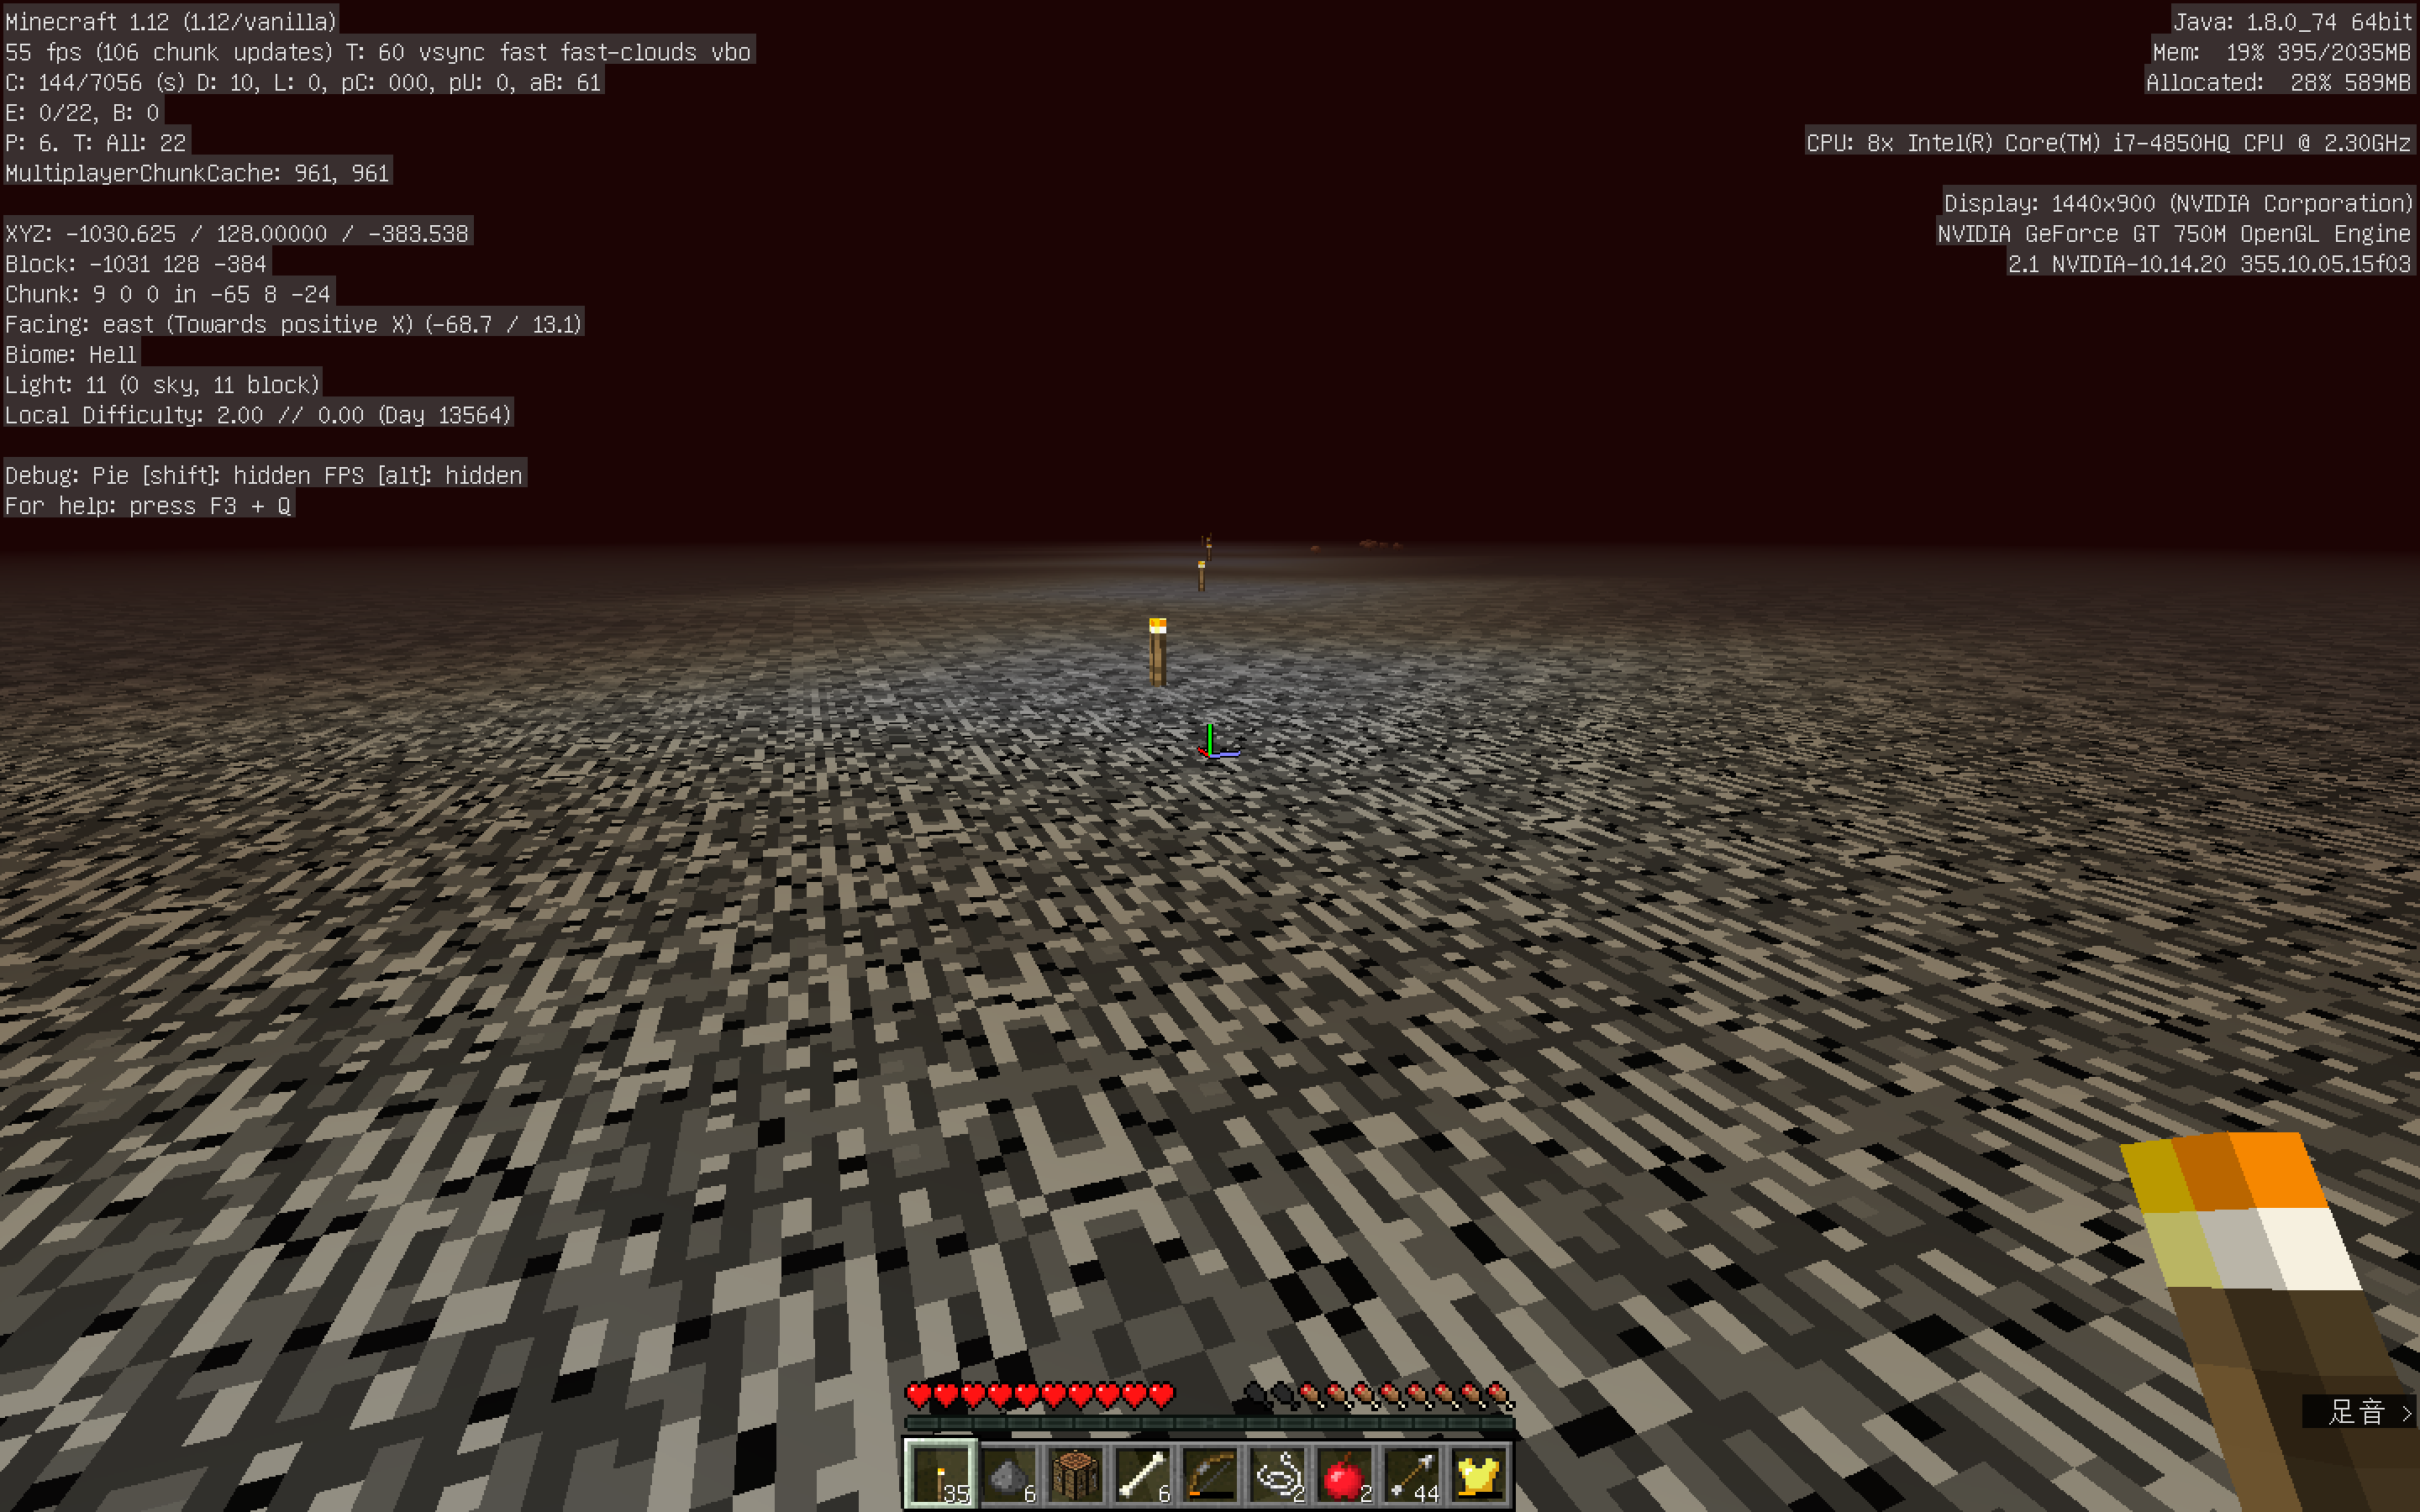 Minecraft 1.12 (1.12/vanilla)
55 fps (106 chunk updates) T: 60 vsync fast fast-clouds vbo
C: 144/7056 (s) D: 10, L: 0, pC: 000, pU: 0, aB: 61
E: 0/22, B: 0
P: 6. T: All: 22
MultiplayerChunkCache: 961, 961
XYZ: -1030.625 / 128.00000 / -383.538
Block: -1031 128 -384
Chunk: 9 0 0 in -65 8 -24
Facing: east (Towards positive X) (-68.7 / 13.1)
Biome: Hell
Light: 11 (0 sky, 11 block)
Local Difficulty: 2.00 // 0.00 (Day 13564)
Debug: Pie [shift]: hidden FPS [alt]: hidden
For help: press F3 + Q
Java: 1.8.0_74 64bit
Mem: 19% 395/2035MB
Allocated: 28% 589MB
CPU: 8x Intel(R) Core(TM) i7-4850HQ CPU @ 2.30GHz
Display: 1440x900 (NVIDIA Corporation)
NVIDIA GeForce GT 750M OpenGL Engine
2.1 NVIDIA-10.14.20 355.10.05.15f03
足音 >
35 6 6 2 2 44